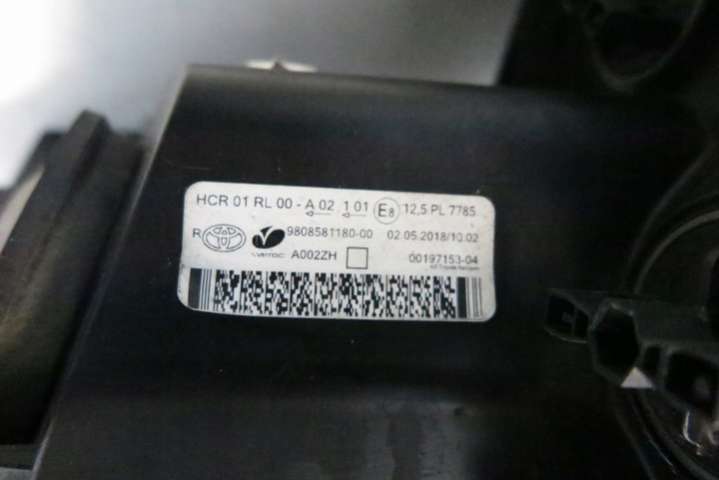 HCR 01 RL 00 - A 02 1 01 E8 12,5 PL 7785
R 9808581180-00 02.05.2018/10:02
varroc A002ZH 00197153-04